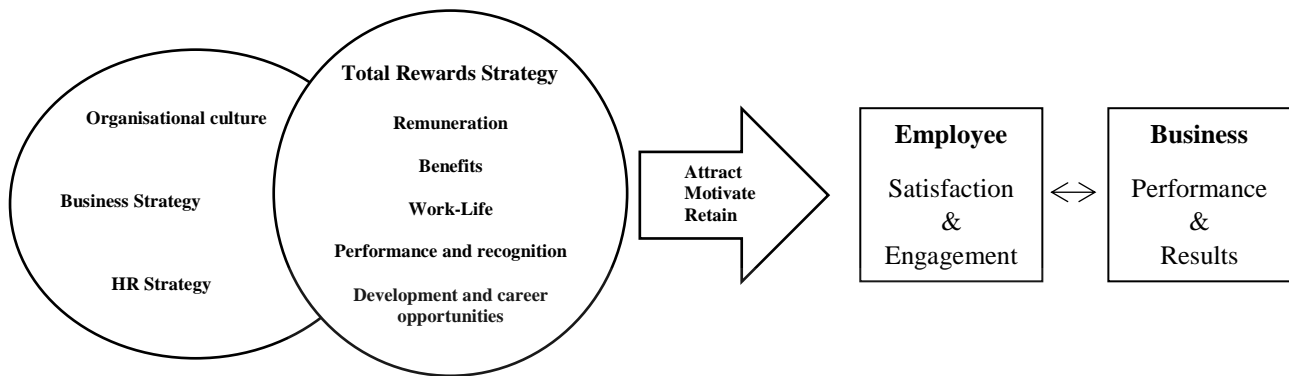 Organisational culture
Business Strategy
HR Strategy
Total Rewards Strategy
Remuneration
Benefits
Work-Life
Performance and recognition
Development and career
opportunities
Attract
Motivate
Retain
Employee
Satisfaction
&
Engagement
Business
Performance
&
Results